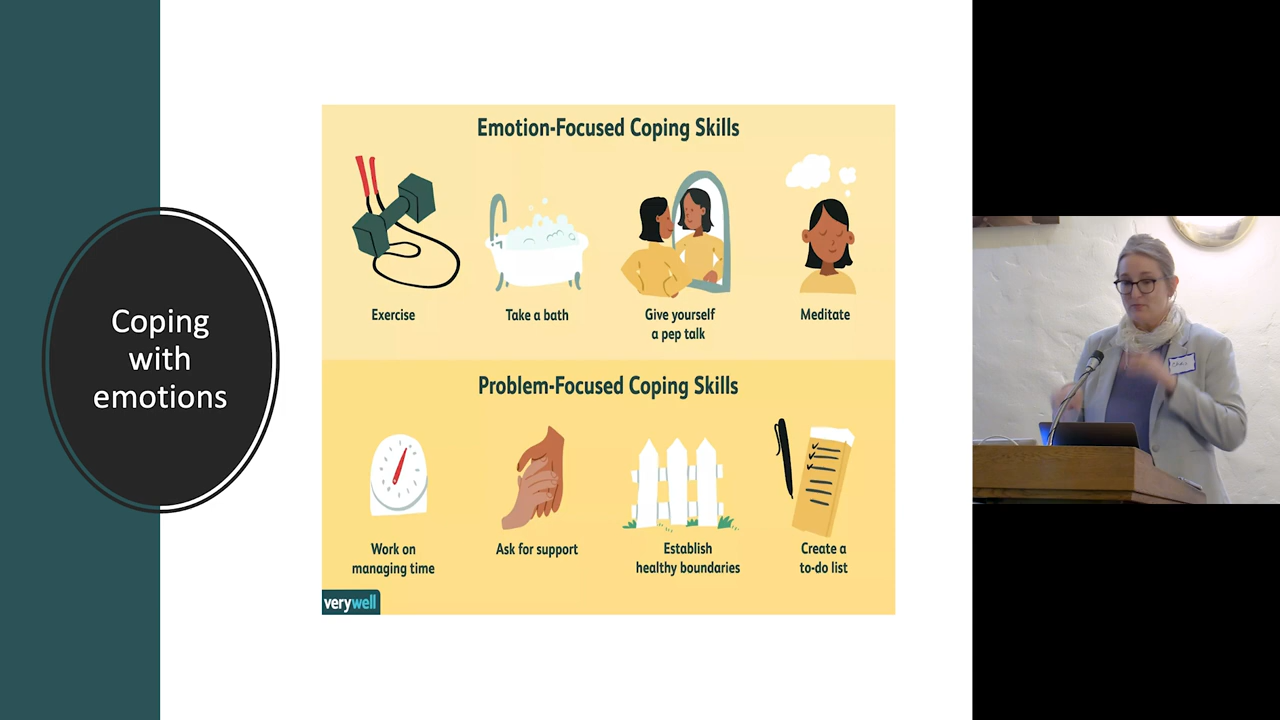 Coping
with
emotions
Emotion-Focused Coping Skills
Exercise
Take a bath
Give yourself
a pep talk
Meditate
Problem-Focused Coping Skills
Work on
managing time
Ask for support
Establish
healthy boundaries
Create a
to-do list
verywell